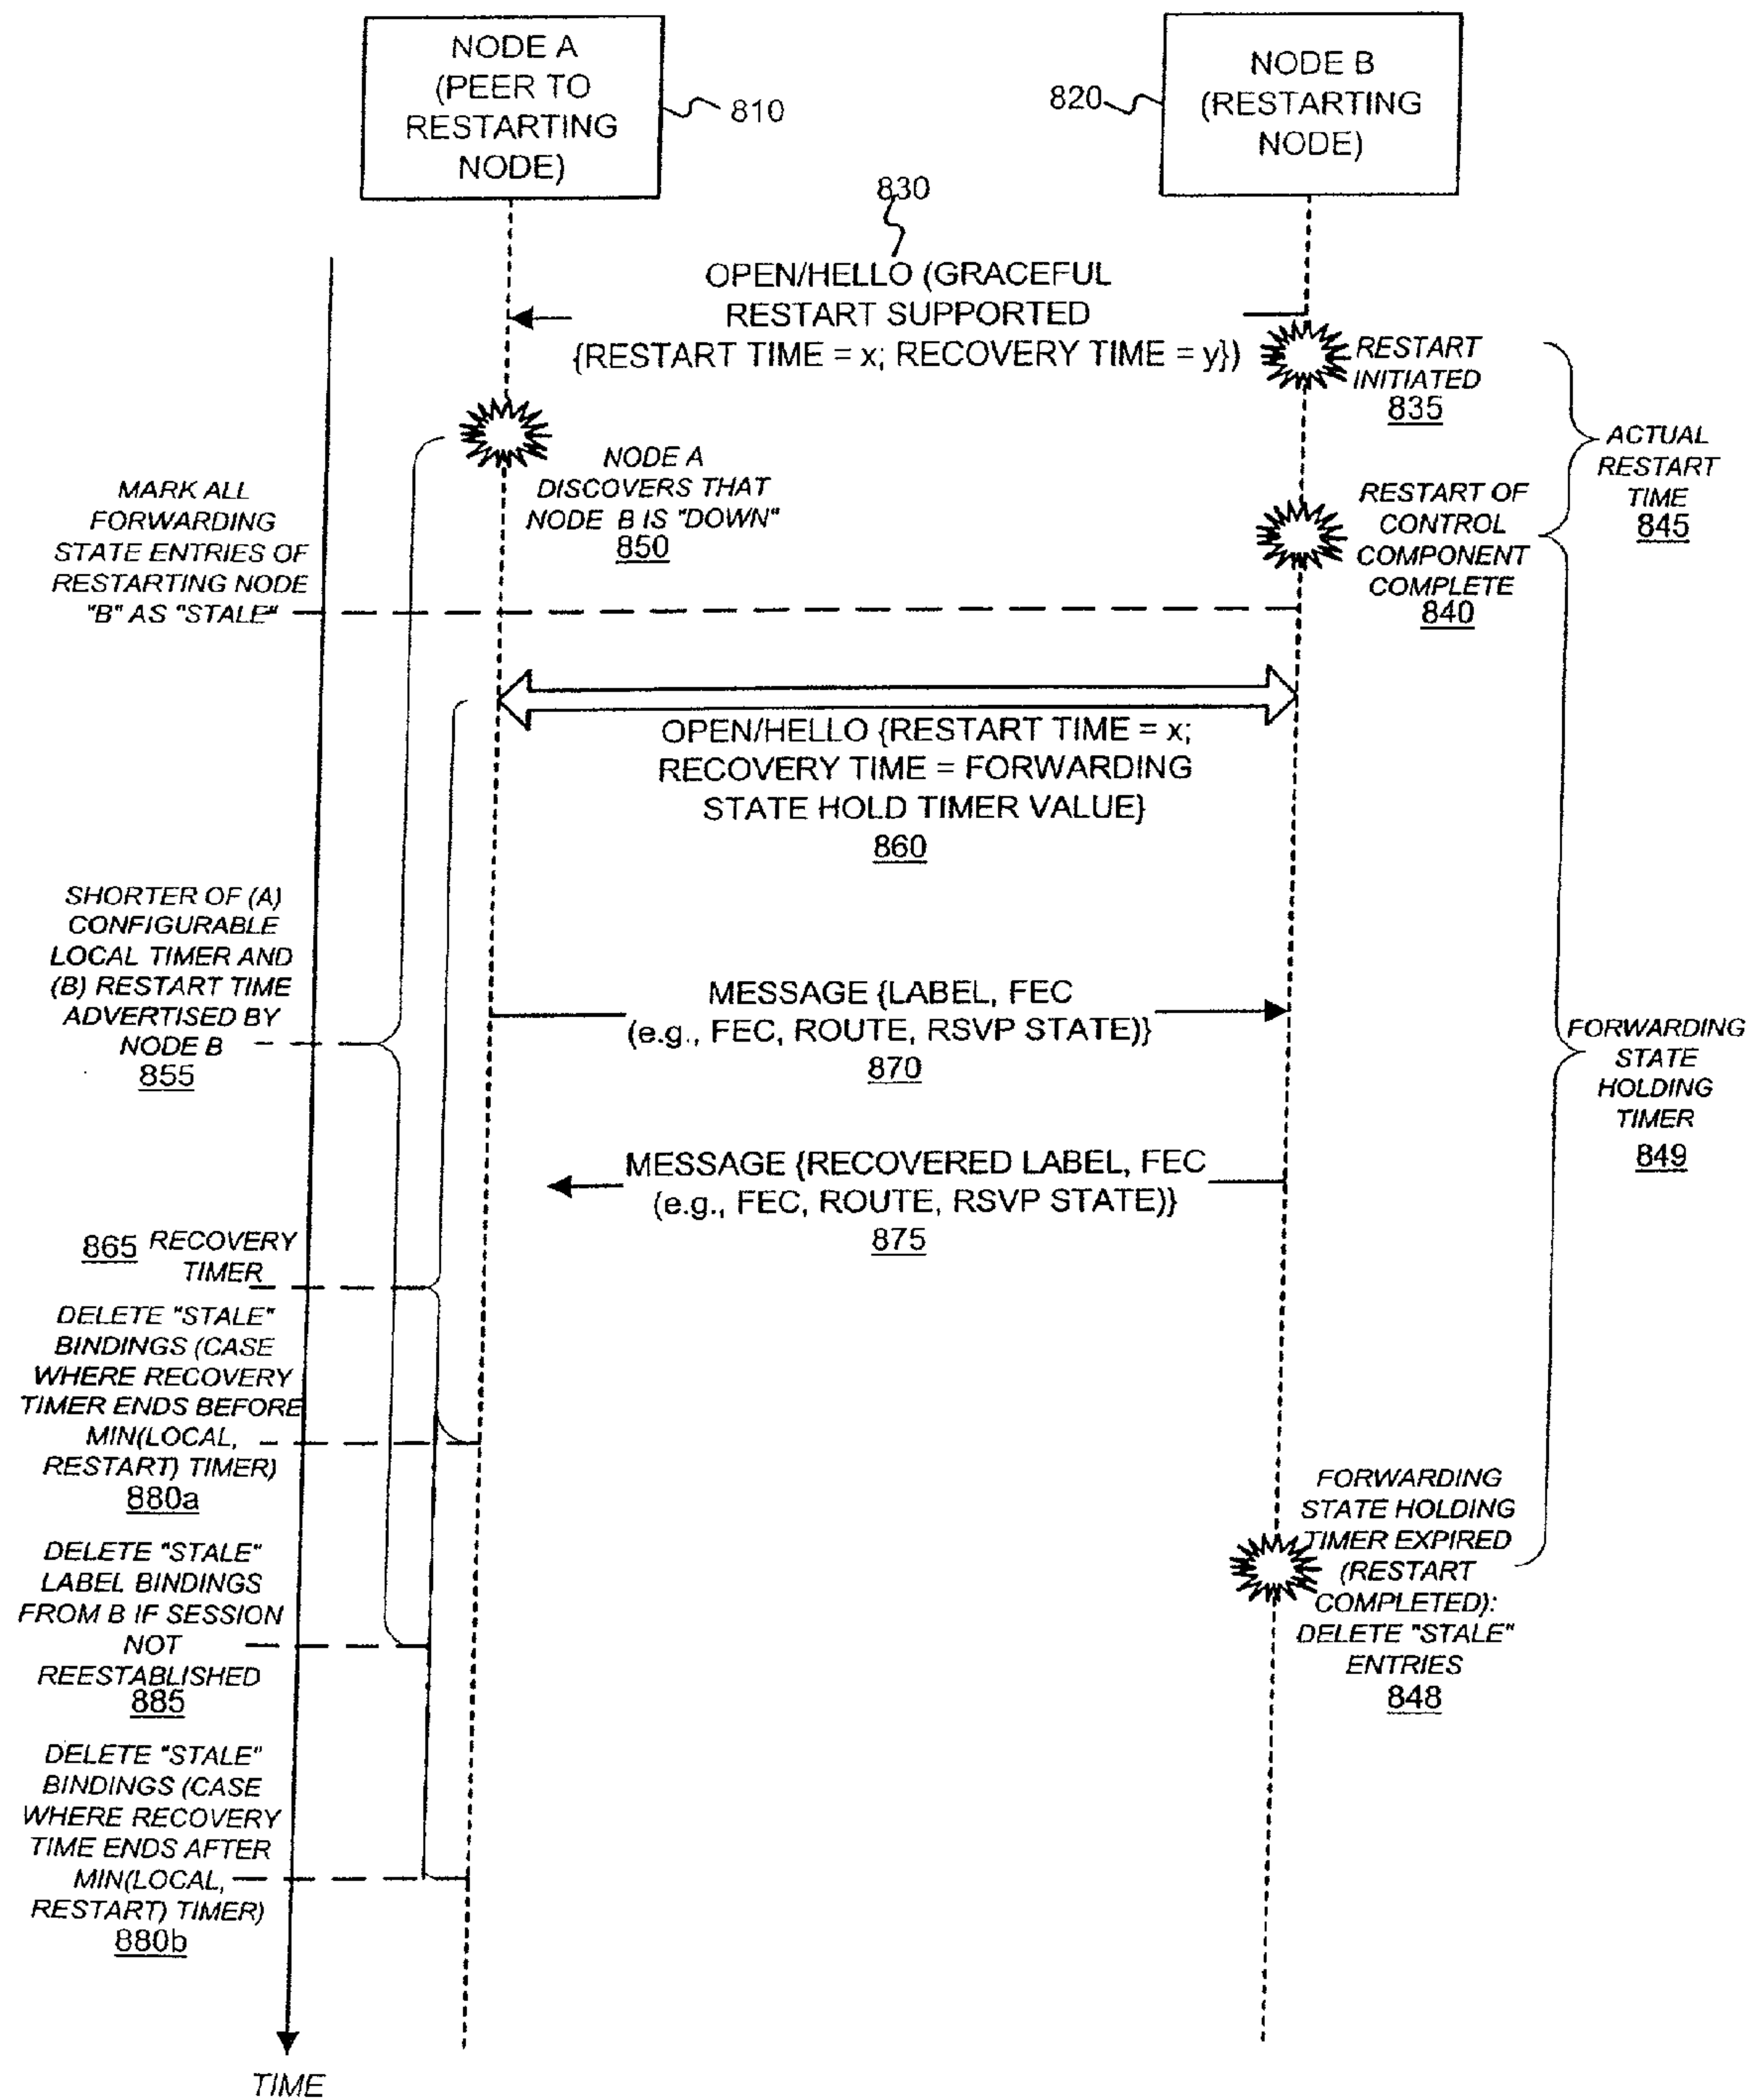 NODE A
(PEER TO
RESTARTING
NODE)
810
820
NODE B
(RESTARTING
NODE)
830
OPEN/HELLO (GRACEFUL
RESTART SUPPORTED
{RESTART TIME = x; RECOVERY TIME = y})
RESTART
INITIATED
835
ACTUAL
RESTART
TIME
845
NODE A
DISCOVERS THAT
NODE B IS "DOWN"
850
RESTART OF
CONTROL
COMPONENT
COMPLETE
840
MARK ALL
FORWARDING
STATE ENTRIES OF
RESTARTING NODE
"B" AS "STALE"
OPEN/HELLO {RESTART TIME = x;
RECOVERY TIME = FORWARDING
STATE HOLD TIMER VALUE}
860
SHORTER OF (A)
CONFIGURABLE
LOCAL TIMER AND
(B) RESTART TIME
ADVERTISED BY
NODE B
855
MESSAGE {LABEL, FEC
(e.g., FEC, ROUTE, RSVP STATE)}
870
FORWARDING
STATE
HOLDING
TIMER
849
MESSAGE {RECOVERED LABEL, FEC
(e.g., FEC, ROUTE, RSVP STATE)}
875
865 RECOVERY
TIMER
DELETE "STALE"
BINDINGS (CASE
WHERE RECOVERY
TIMER ENDS BEFORE
MIN(LOCAL,
RESTART) TIMER)
880a
FORWARDING
STATE HOLDING
TIMER EXPIRED
(RESTART
COMPLETED):
DELETE "STALE"
ENTRIES
848
DELETE "STALE"
LABEL BINDINGS
FROM B IF SESSION
NOT
REESTABLISHED
885
DELETE "STALE"
BINDINGS (CASE
WHERE RECOVERY
TIME ENDS AFTER
MIN(LOCAL,
RESTART) TIMER)
880b
TIME